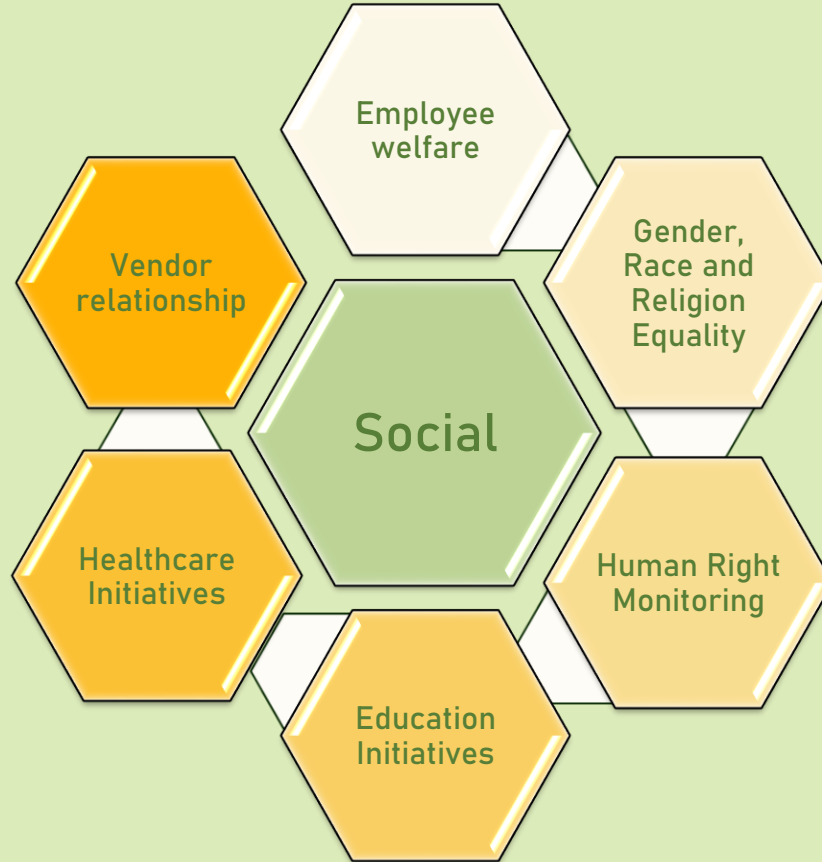 Employee
welfare
Gender,
Race and
Religion
Equality
Human Right
Monitoring
Education
Initiatives
Healthcare
Initiatives
Vendor
relationship
Social